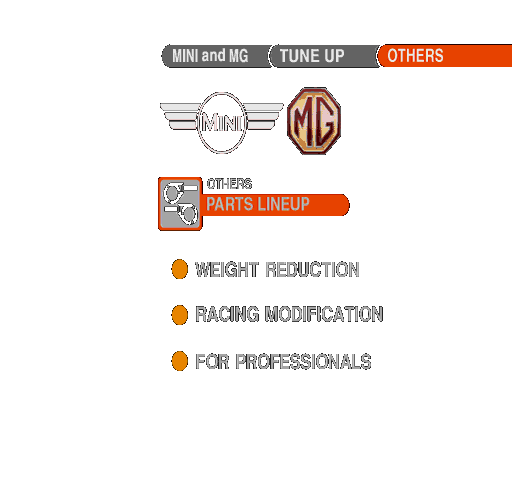 MINI and MG TUNE UP OTHERS
MINI MG
OTHERS
PARTS LINEUP
WEIGHT REDUCTION
RACING MODIFICATION
FOR PROFESSIONALS